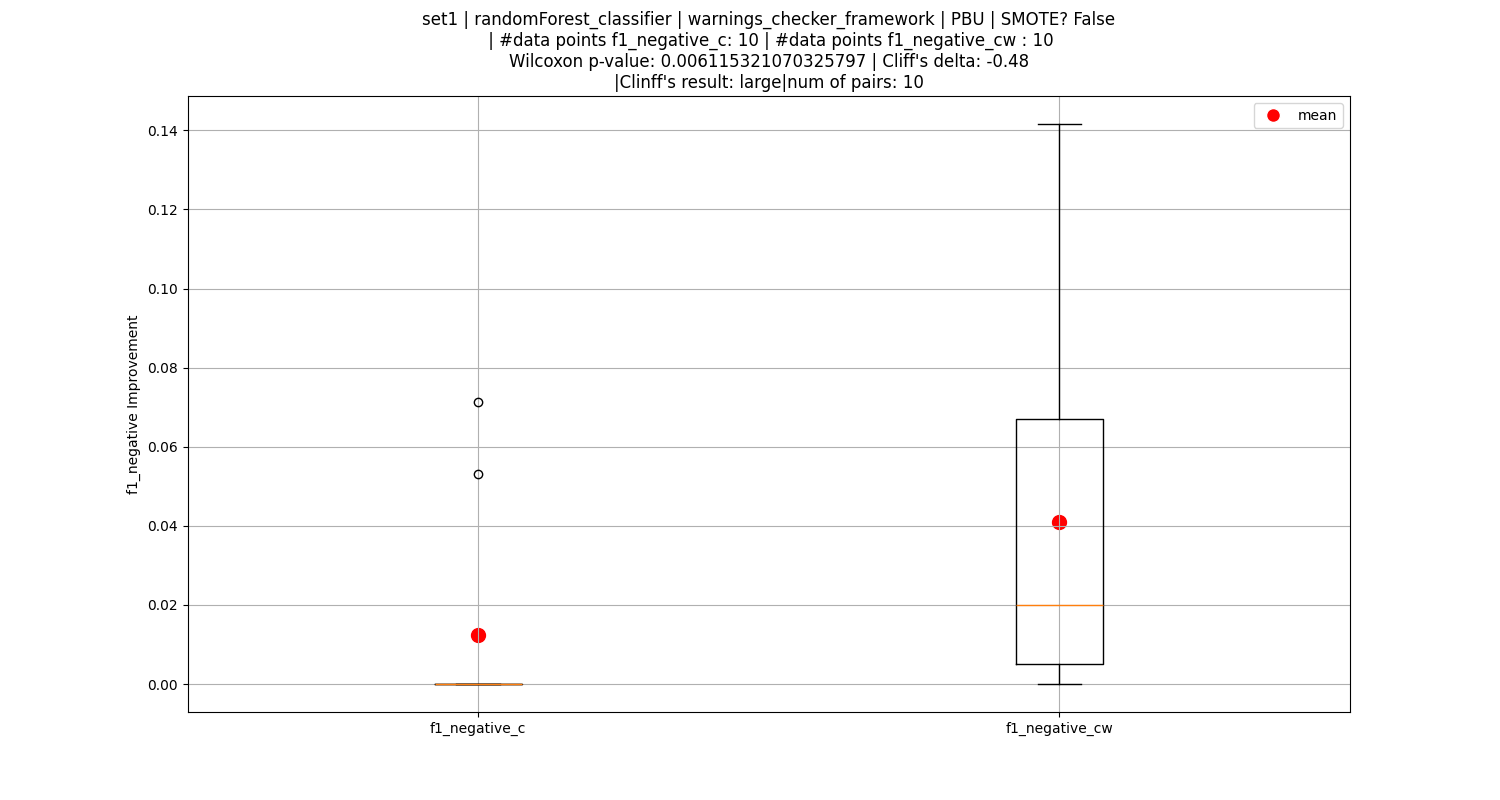 set1 | randomForest_classifier | warnings_checker_framework | PBU | SMOTE? False
| #data points f1_negative_c: 10 | #data points f1_negative_cw : 10
Wilcoxon p-value: 0.006115321070325797 | Cliff's delta: -0.48
|Clinff's result: large|num of pairs: 10
mean
0.14
0.12
0.10
0.08
0.06
0.04
0.02
0.00
f1_negative Improvement
f1_negative_c
f1_negative_cw